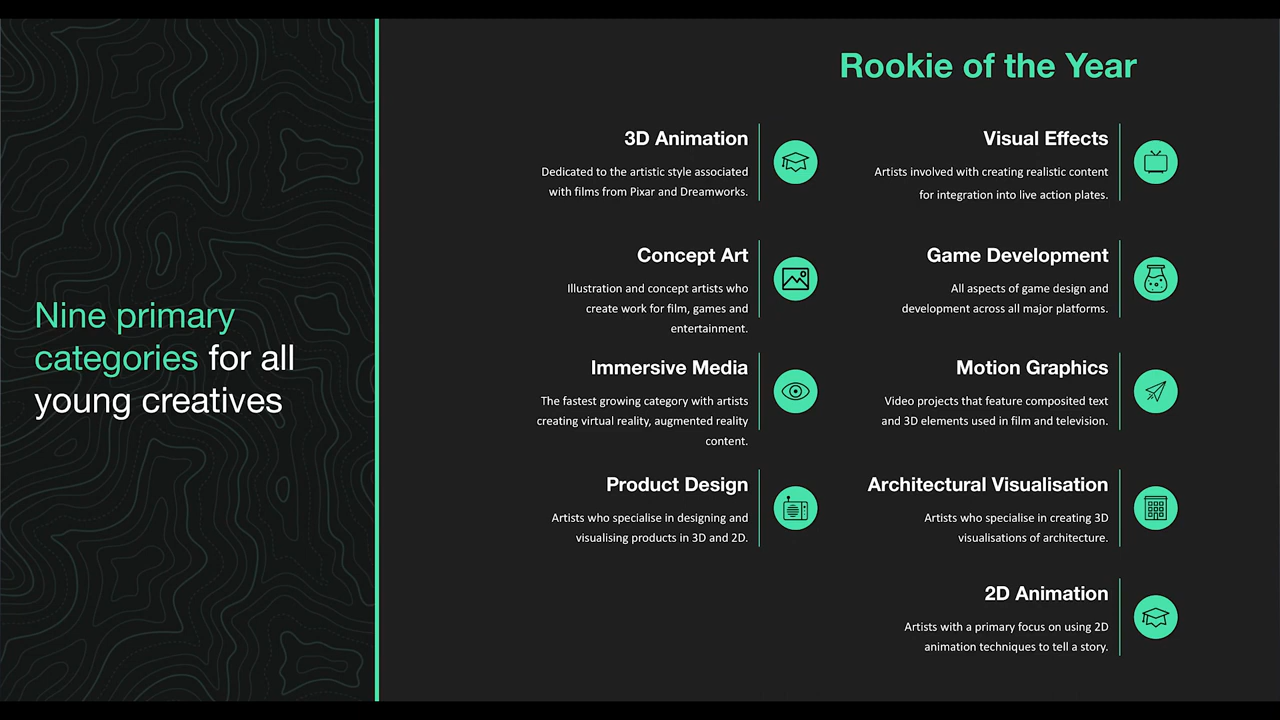 Nine primary
categories for all
young creatives
Rookie of the Year
3D Animation
Dedicated to the artistic style associated
with films from Pixar and Dreamworks.
Visual Effects
Artists involved with creating realistic content
for integration into live action plates.
Concept Art
Illustration and concept artists who
create work for film, games and
entertainment.
Game Development
All aspects of game design and
development across all major platforms.
Immersive Media
The fastest growing category with artists
creating virtual reality, augmented reality
content.
Motion Graphics
Video projects that feature composited text
and 3D elements used in film and television.
Product Design
Artists who specialise in designing and
visualising products in 3D and 2D.
Architectural Visualisation
Artists who specialise in creating 3D
visualisations of architecture.
2D Animation
Artists with a primary focus on using 2D
animation techniques to tell a story.